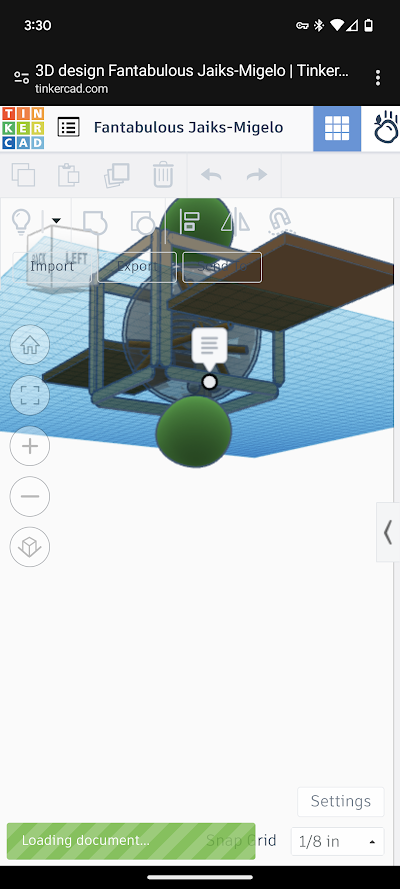 3:30
3D design Fantabulous Jaiks-Migelo | Tinker...
tinkercad.com
TIN
KER
CAD
Fantabulous Jaiks-Migelo
BACK LEFT
Import
Export
Settings
Loading document...
Snap Grid
1/8 in